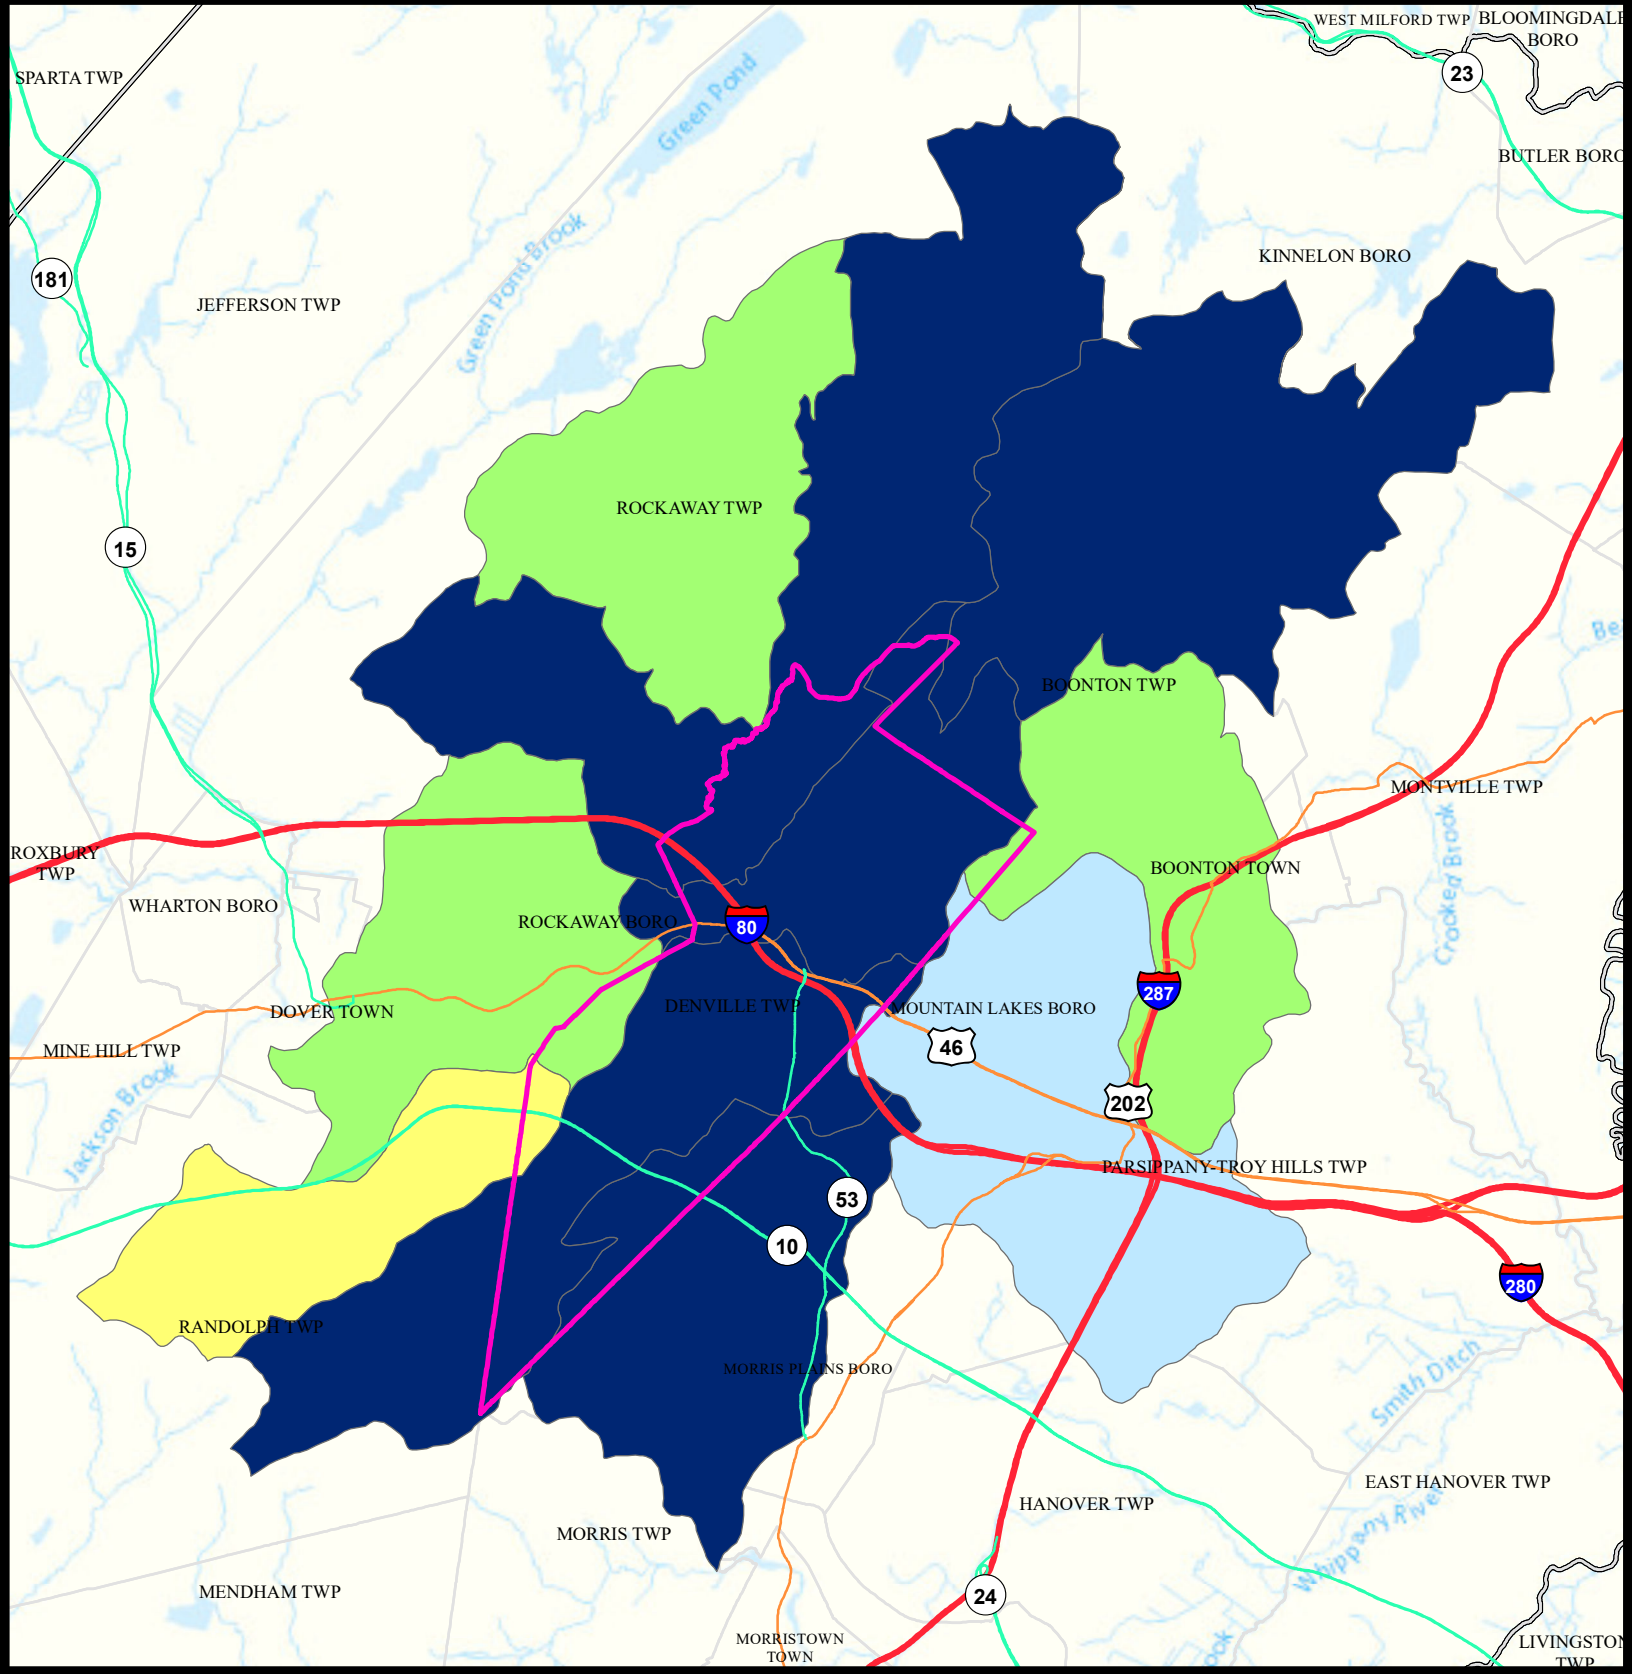 WEST MILFORD TWP
BLOOMINGDALE
BORO
SPARTA TWP
23
Green Pond
BUTLER BORO
Green Pond Brook
KINNELON BORO
181
JEFFERSON TWP
ROCKAWAY TWP
15
Be
BOONTON TWP
MONTVILLE TWP
ROXBURY
TWP
BOONTON TOWN
Crooked Brook
WHARTON BORO
ROCKAWAY BORO
80
287
DENVILLE TWP
MOUNTAIN LAKES BORO
DOVER TOWN
46
MINE HILL TWP
202
Jackson Brook
PARSIPPANY-TROY HILLS TWP
53
10
280
RANDOLPH TWP
MORRIS PLAINS BORO
Smith Ditch
EAST HANOVER TWP
HANOVER TWP
MORRIS TWP
Whippany River
MENDHAM TWP
24
MORRISTOWN
TOWN
ook
LIVINGSTON
TWP